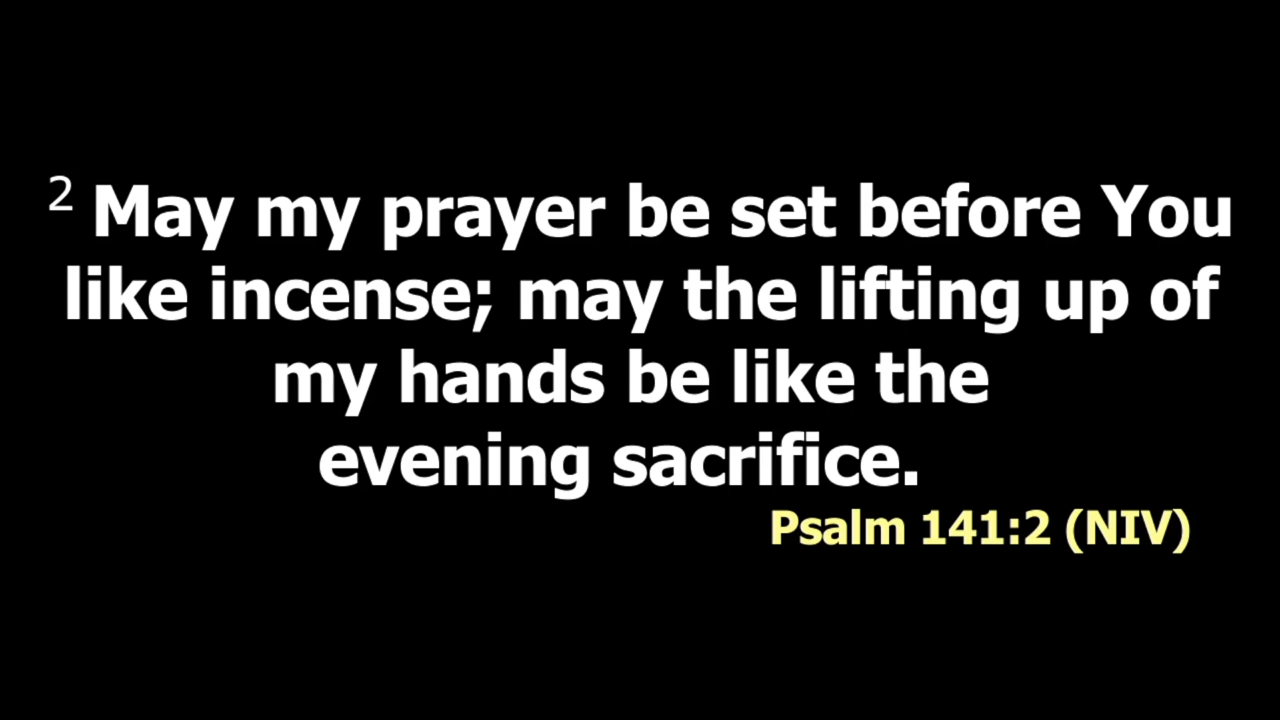 2 May my prayer be set before You
like incense; may the lifting up of
my hands be like the
evening sacrifice.
Psalm 141:2 (NIV)